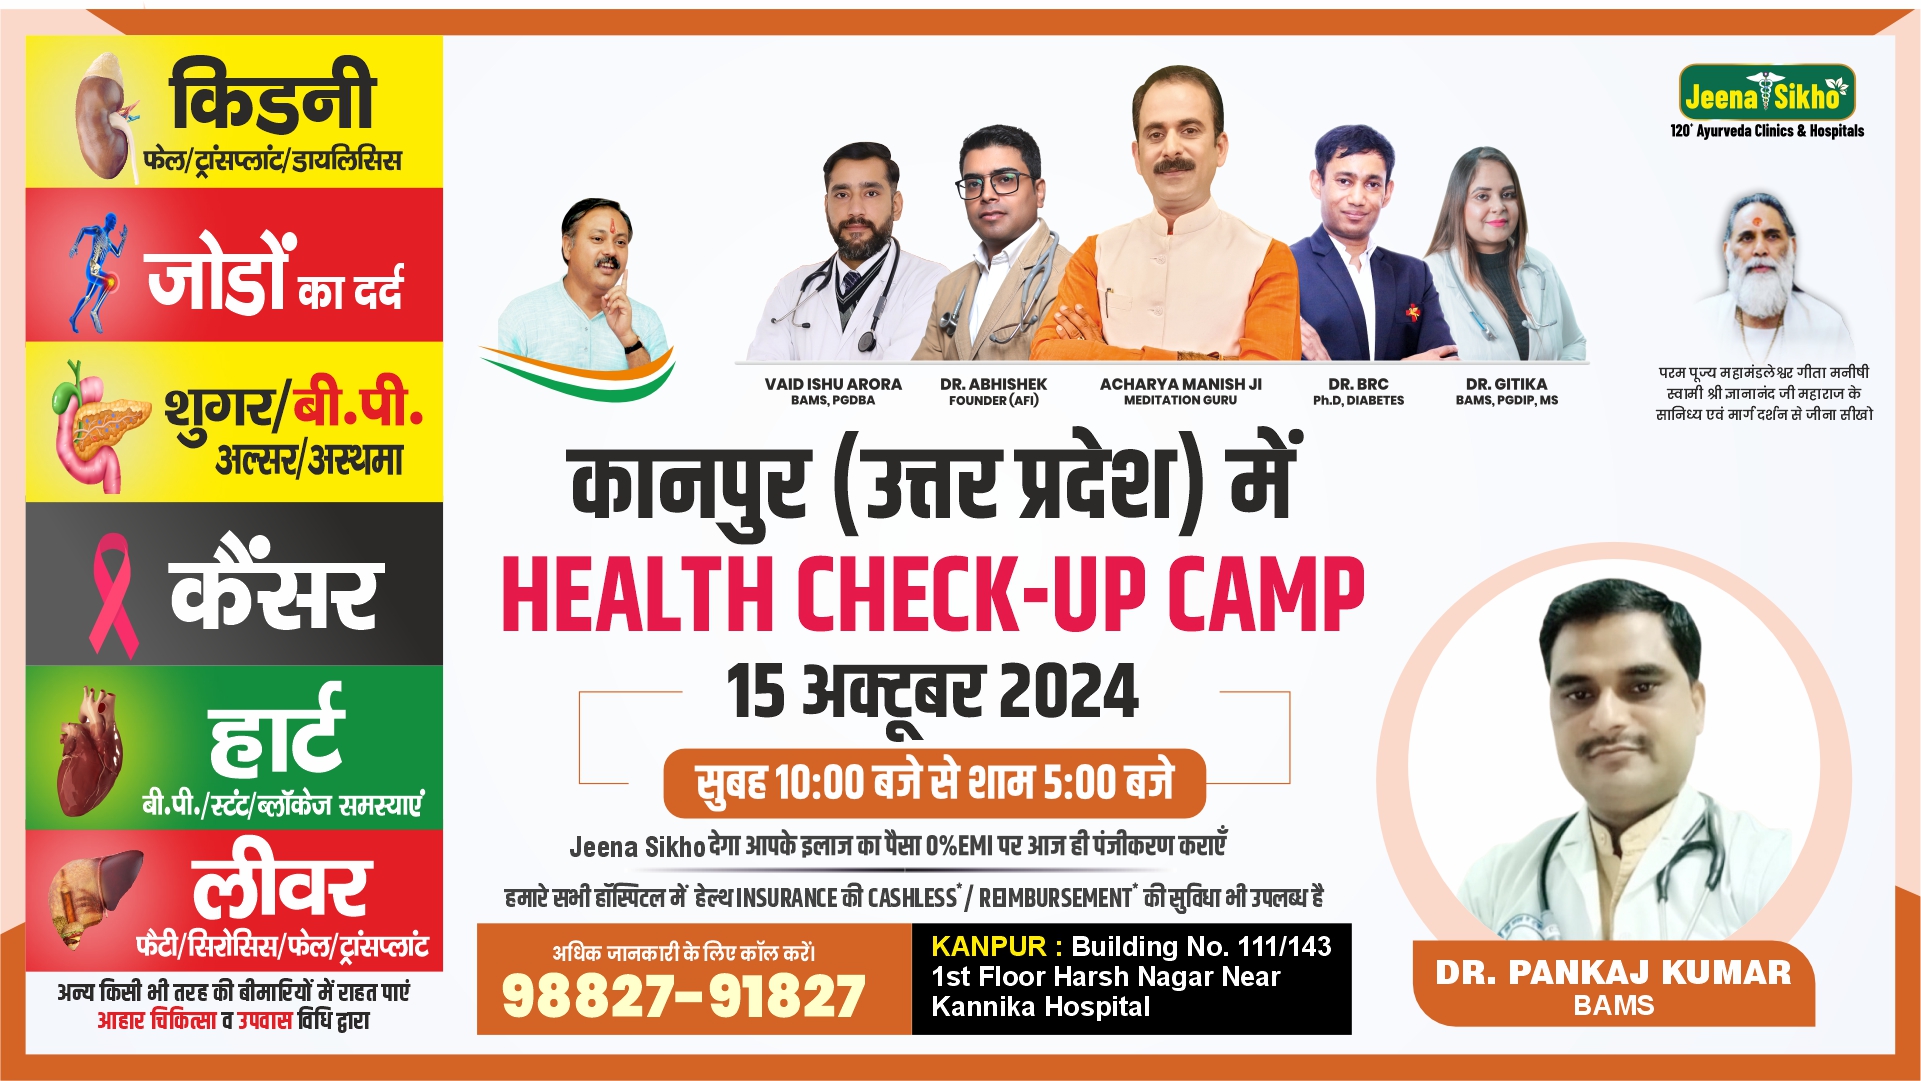 किडनी
फेल/ट्रांसप्लांट/डायलिसिस
जोडों का दर्द
शुगर/बी.पी.
अल्सर/अस्थमा
कैंसर
हार्ट
बी.पी./स्टंट/ब्लॉकेज समस्याएं
लीवर
फैटी/सिरोसिस/फेल/ट्रांसप्लांट
अन्य किसी भी तरह की बीमारियों में राहत पाएं
आहार चिकित्सा व उपवास विधि द्वारा
Jeena Sikho
120+ Ayurveda Clinics & Hospitals
VAID ISHU ARORA
BAMS, PGDBA
DR. ABHISHEK
FOUNDER (AFI)
ACHARYA MANISH JI
MEDITATION GURU
DR. BRC
Ph.D, DIABETES
DR. GITIKA
BAMS, PGDIP, MS
परम पूज्य महामंडलेश्वर गीता मनीषी
स्वामी श्री ज्ञानानंद जी महाराज के
सानिध्य एवं मार्ग दर्शन से जीना सीखो
कानपुर (उत्तर प्रदेश) में
HEALTH CHECK-UP CAMP
15 अक्टूबर 2024
सुबह 10:00 बजे से शाम 5:00 बजे
Jeena Sikho देगा आपके इलाज का पैसा 0%EMI पर आज ही पंजीकरण कराएँ
हमारे सभी हॉस्पिटल में हेल्थ INSURANCE की CASHLESS* / REIMBURSEMENT* की सुविधा भी उपलब्ध है
अधिक जानकारी के लिए कॉल करें।
98827-91827
KANPUR : Building No. 111/143
1st Floor Harsh Nagar Near
Kannika Hospital
DR. PANKAJ KUMAR
BAMS